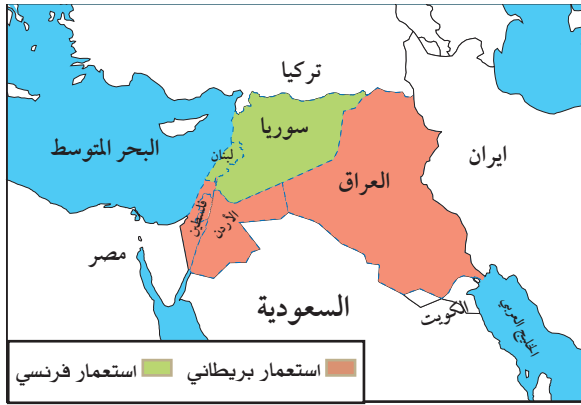 تركيا
سوريا
البحر المتوسط
لبنان
ايران
العراق
فلسطين
الأردن
مصر
السعودية
الكويت
الخليج العربي
استعمار بريطاني
استعمار فرنسي